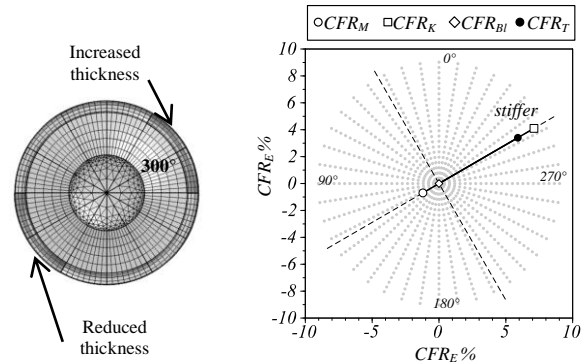 Increased
thickness
300°
Reduced
thickness
CFR_M CFR_K CFR_Bl CFR_T
10
8
6
4
2
0
-2
-4
-6
-8
-10
CFR_E%
0°
stiffer
90°
270°
180°
-10 -5 0 5 10
CFR_E%